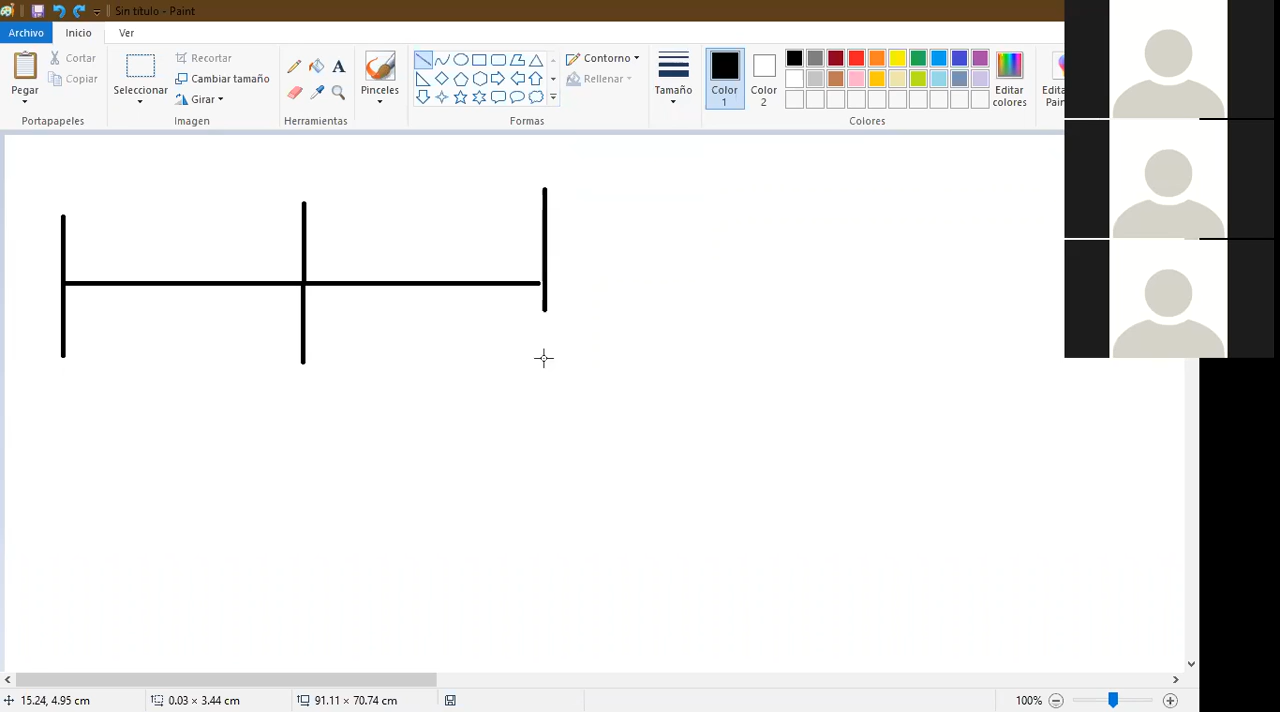 Sin título - Paint
Archivo Inicio Ver
Pegar
Cortar
Copiar
Portapapeles
Seleccionar
Recortar
Cambiar tamaño
Girar
Imagen
A
Herramientas
Pinceles
Contorno
Rellenar
Formas
Tamaño
Color
1
Color
2
Editar
colores
Colores
15.24, 4.95 cm
0.03 × 3.44 cm
91.11 × 70.74 cm
100%